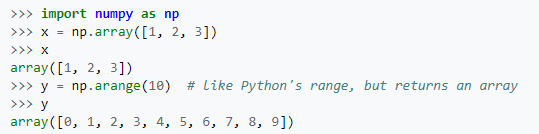 >>> import numpy as np
>>> x = np.array([1, 2, 3])
>>> x
array([1, 2, 3])
>>> y = np.arange(10)  # like Python's range, but returns an array
>>> y
array([0, 1, 2, 3, 4, 5, 6, 7, 8, 9])